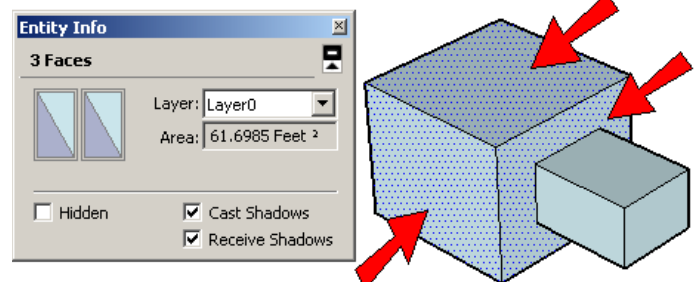 Entity Info
3 Faces
Layer: Layer0
Area: 61.6985 Feet ²
Hidden
Cast Shadows
Receive Shadows